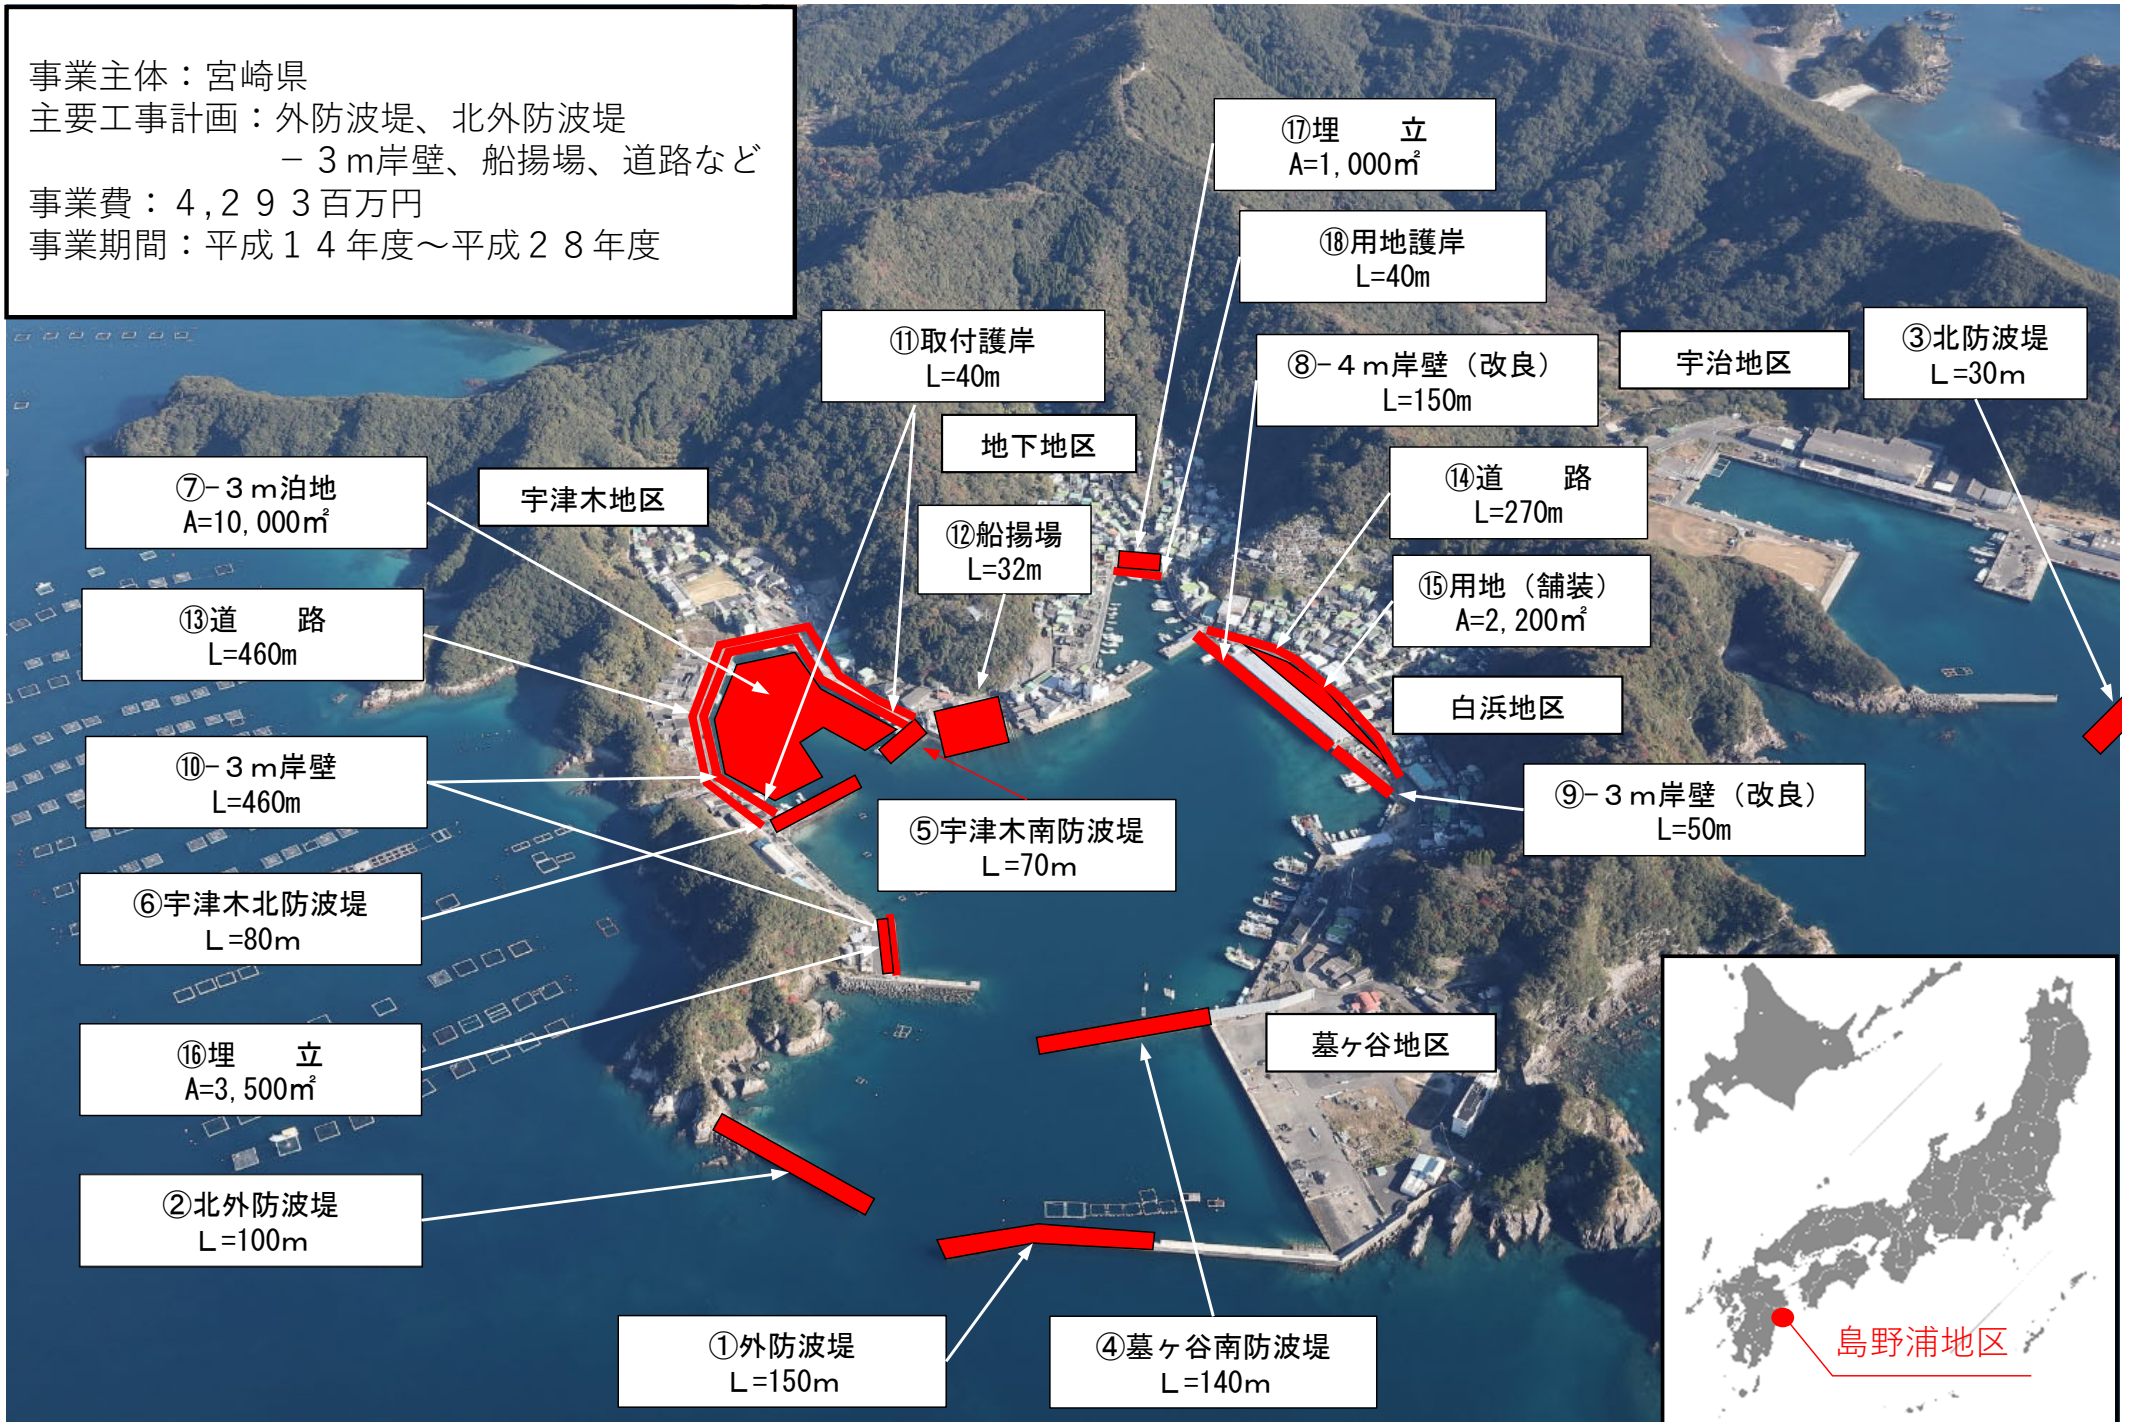 事業主体：宮崎県
主要工事計画：外防波堤、北外防波堤
－３ｍ岸壁、船揚場、道路など
事業費：４,２９３百万円
事業期間：平成１４年度～平成２８年度
⑰埋　　立
A=1,000㎡
⑱用地護岸
L=40m
⑪取付護岸
L=40m
⑧-４ｍ岸壁（改良）
L=150m
宇治地区
③北防波堤
Ｌ=30ｍ
地下地区
⑦-３ｍ泊地
A=10,000㎡
宇津木地区
⑫船揚場
L=32m
⑭道　　路
L=270m
⑬道　　路
L=460m
⑮用地（舗装）
A=2,200㎡
白浜地区
⑩-３ｍ岸壁
L=460m
⑤宇津木南防波堤
Ｌ=70ｍ
⑨-３ｍ岸壁（改良）
L=50m
⑥宇津木北防波堤
Ｌ=80ｍ
⑯埋　　立
A=3,500㎡
墓ヶ谷地区
②北外防波堤
Ｌ=100ｍ
①外防波堤
Ｌ=150ｍ
④墓ヶ谷南防波堤
Ｌ=140ｍ
島野浦地区